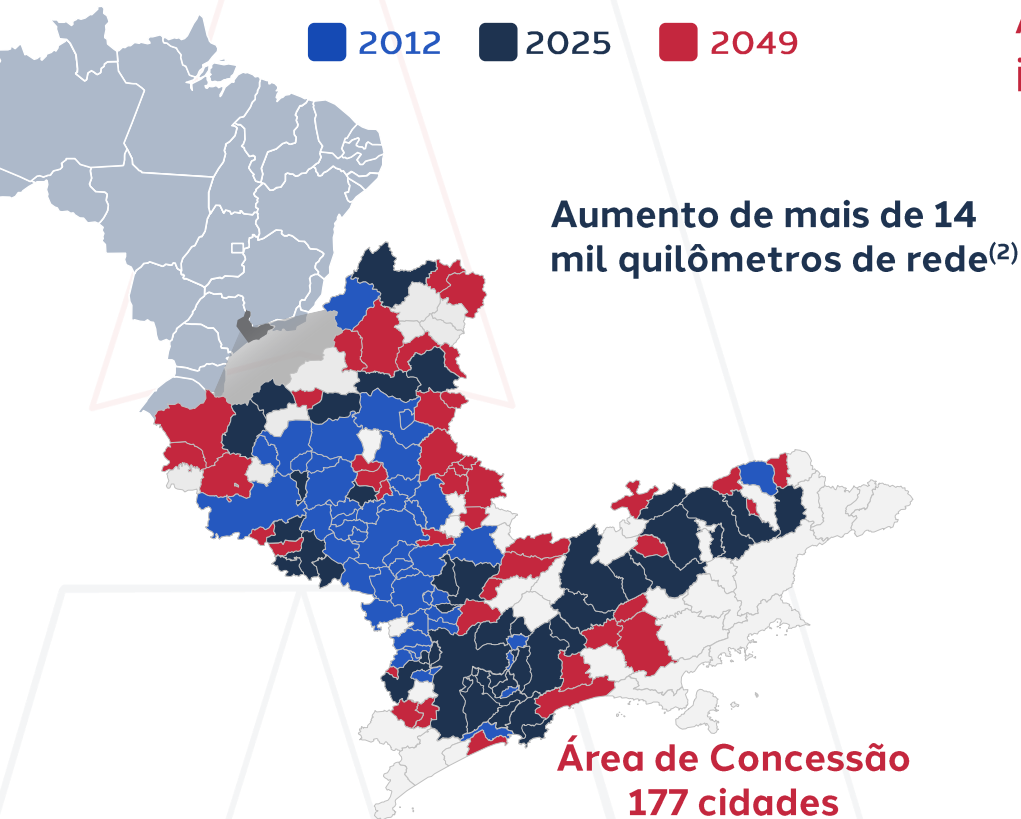 2012 2025 2049
Aumento de mais de 14
mil quilômetros de rede(2)
Área de Concessão
177 cidades